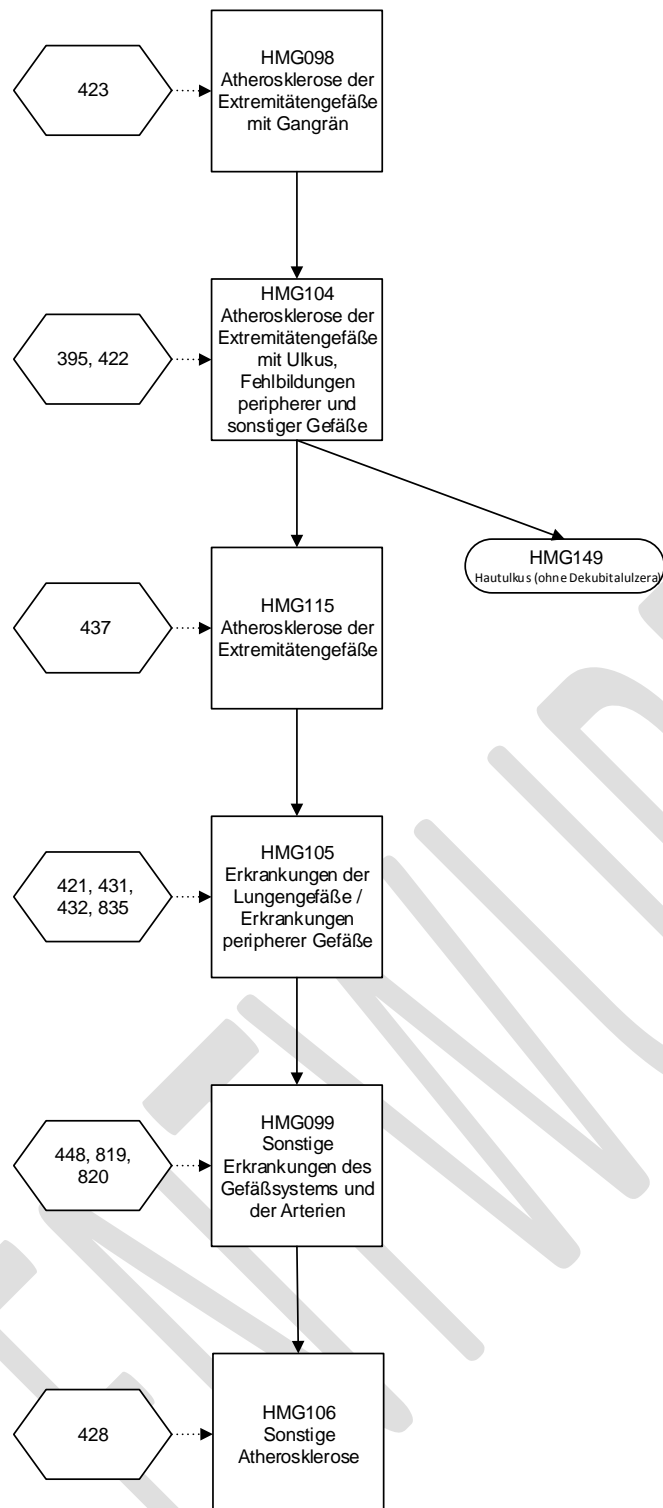 423
HMG098
Atherosklerose der
Extremitätengefäße
mit Gangrän
395, 422
HMG104
Atherosklerose der
Extremitätengefäße
mit Ulkus,
Fehlbildungen
peripherer und
sonstiger Gefäße
HMG149
Hautulkus (ohne Dekubitalulzera)
437
HMG115
Atherosklerose der
Extremitätengefäße
421, 431,
432, 835
HMG105
Erkrankungen der
Lungengefäße /
Erkrankungen
peripherer Gefäße
448, 819,
820
HMG099
Sonstige
Erkrankungen des
Gefäßsystems und
der Arterien
428
HMG106
Sonstige
Atherosklerose